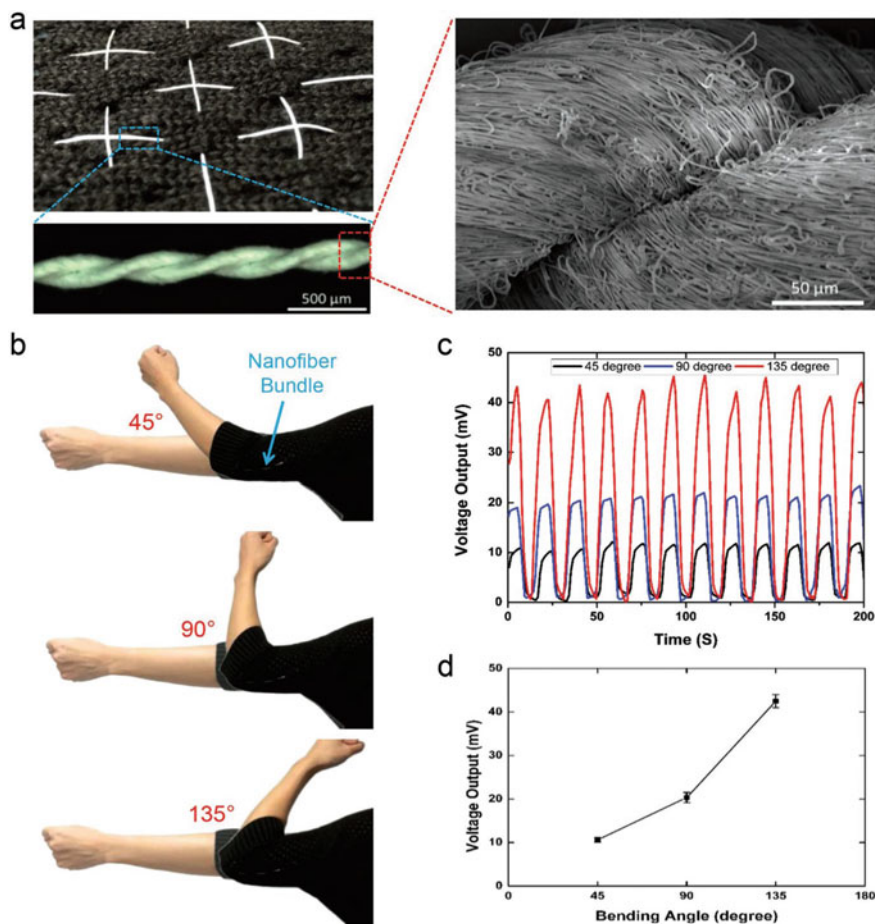 a
500 µm
50 µm
b
Nanofiber
Bundle
45°
90°
135°
c
Voltage Output (mV)
50
40
30
20
10
0
45 degree 90 degree 135 degree
0 50 100 150 200
Time (S)
d
Voltage Output (mV)
50
40
30
20
10
0
0 45 90 135 180
Bending Angle (degree)